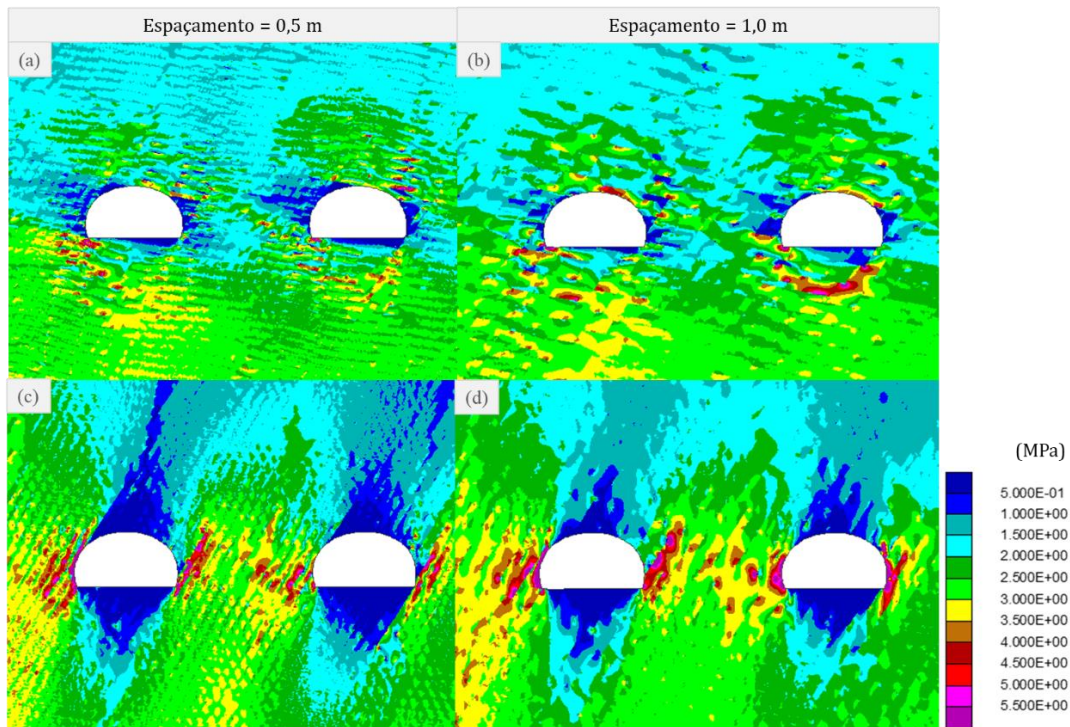 Espaçamento = 0,5 m
Espaçamento = 1,0 m
(a)
(b)
(c)
(d)
(MPa)
5.000E-01
1.000E+00
1.500E+00
2.000E+00
2.500E+00
3.000E+00
3.500E+00
4.000E+00
4.500E+00
5.000E+00
5.500E+00